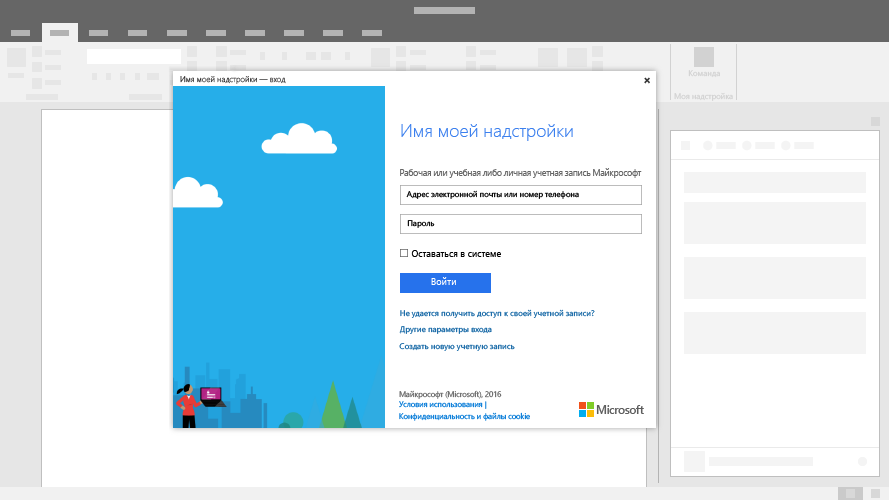 Команда
Моя надстройка
Имя моей надстройки — вход
Имя моей надстройки
Рабочая или учебная либо личная учетная запись Майкрософт
Адрес электронной почты или номер телефона
Пароль
Оставаться в системе
Войти
Не удается получить доступ к своей учетной записи?
Другие параметры входа
Создать новую учетную запись
Майкрософт (Microsoft), 2016
Условия использования |
Конфиденциальность и файлы cookie
Microsoft